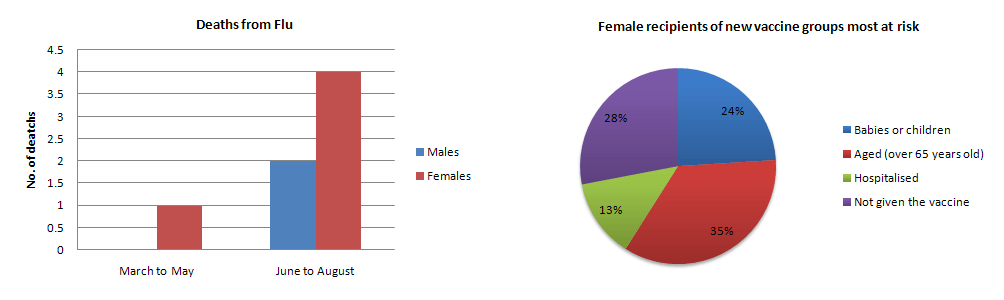 Deaths from Flu
No. of deatchs
4.5
4
3.5
3
2.5
2
1.5
1
0.5
0
March to May
June to August
Males
Females
Female recipients of new vaccine groups most at risk
24%
35%
13%
28%
Babies or children
Aged (over 65 years old)
Hospitalised
Not given the vaccine